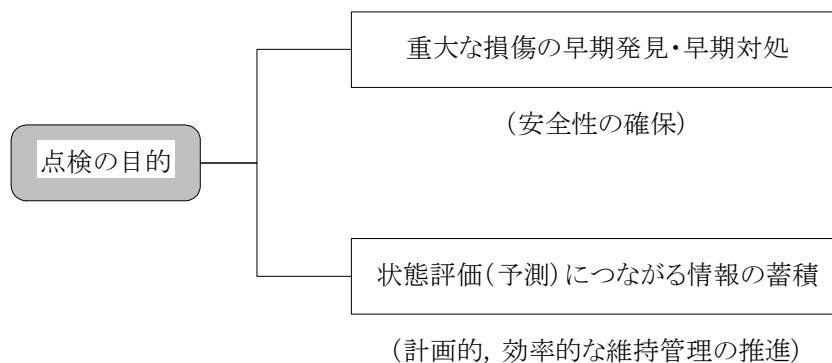 重大な損傷の早期発見・早期対処
（安全性の確保）
点検の目的
状態評価（予測）につながる情報の蓄積
（計画的，効率的な維持管理の推進）